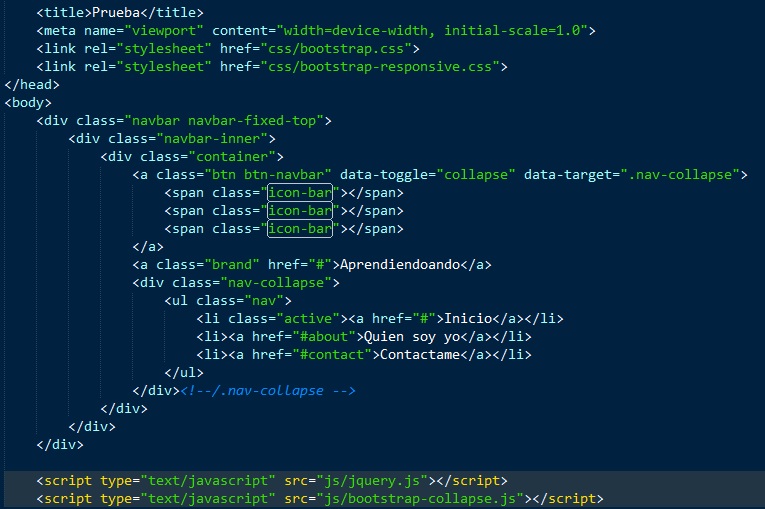 <title>Prueba</title>
<meta name="viewport" content="width=device-width, initial-scale=1.0">
<link rel="stylesheet" href="css/bootstrap.css">
<link rel="stylesheet" href="css/bootstrap-responsive.css">
</head>
<body>
<div class="navbar navbar-fixed-top">
<div class="navbar-inner">
<div class="container">
<a class="btn btn-navbar" data-toggle="collapse" data-target=".nav-collapse">
<span class="icon-bar"></span>
<span class="icon-bar"></span>
<span class="icon-bar"></span>
</a>
<a class="brand" href="#">Aprendiendoando</a>
<div class="nav-collapse">
<ul class="nav">
<li class="active"><a href="#">Inicio</a></li>
<li><a href="#about">Quien soy yo</a></li>
<li><a href="#contact">Contactame</a></li>
</ul>
</div><!--/.nav-collapse -->
</div>
</div>
</div>
<script type="text/javascript" src="js/jquery.js"></script>
<script type="text/javascript" src="js/bootstrap-collapse.js"></script>